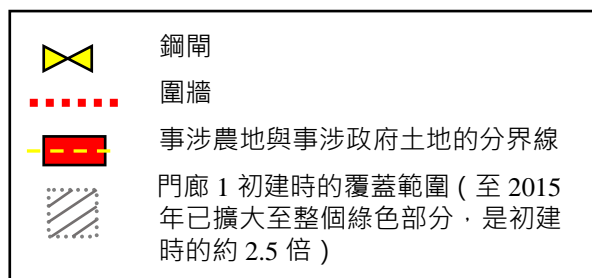 鋼閘
圍牆
事涉農地與事涉政府土地的分界線
門廊 1 初建時的覆蓋範圍（至 2015
年已擴大至整個綠色部分，是初建
時的約 2.5 倍）